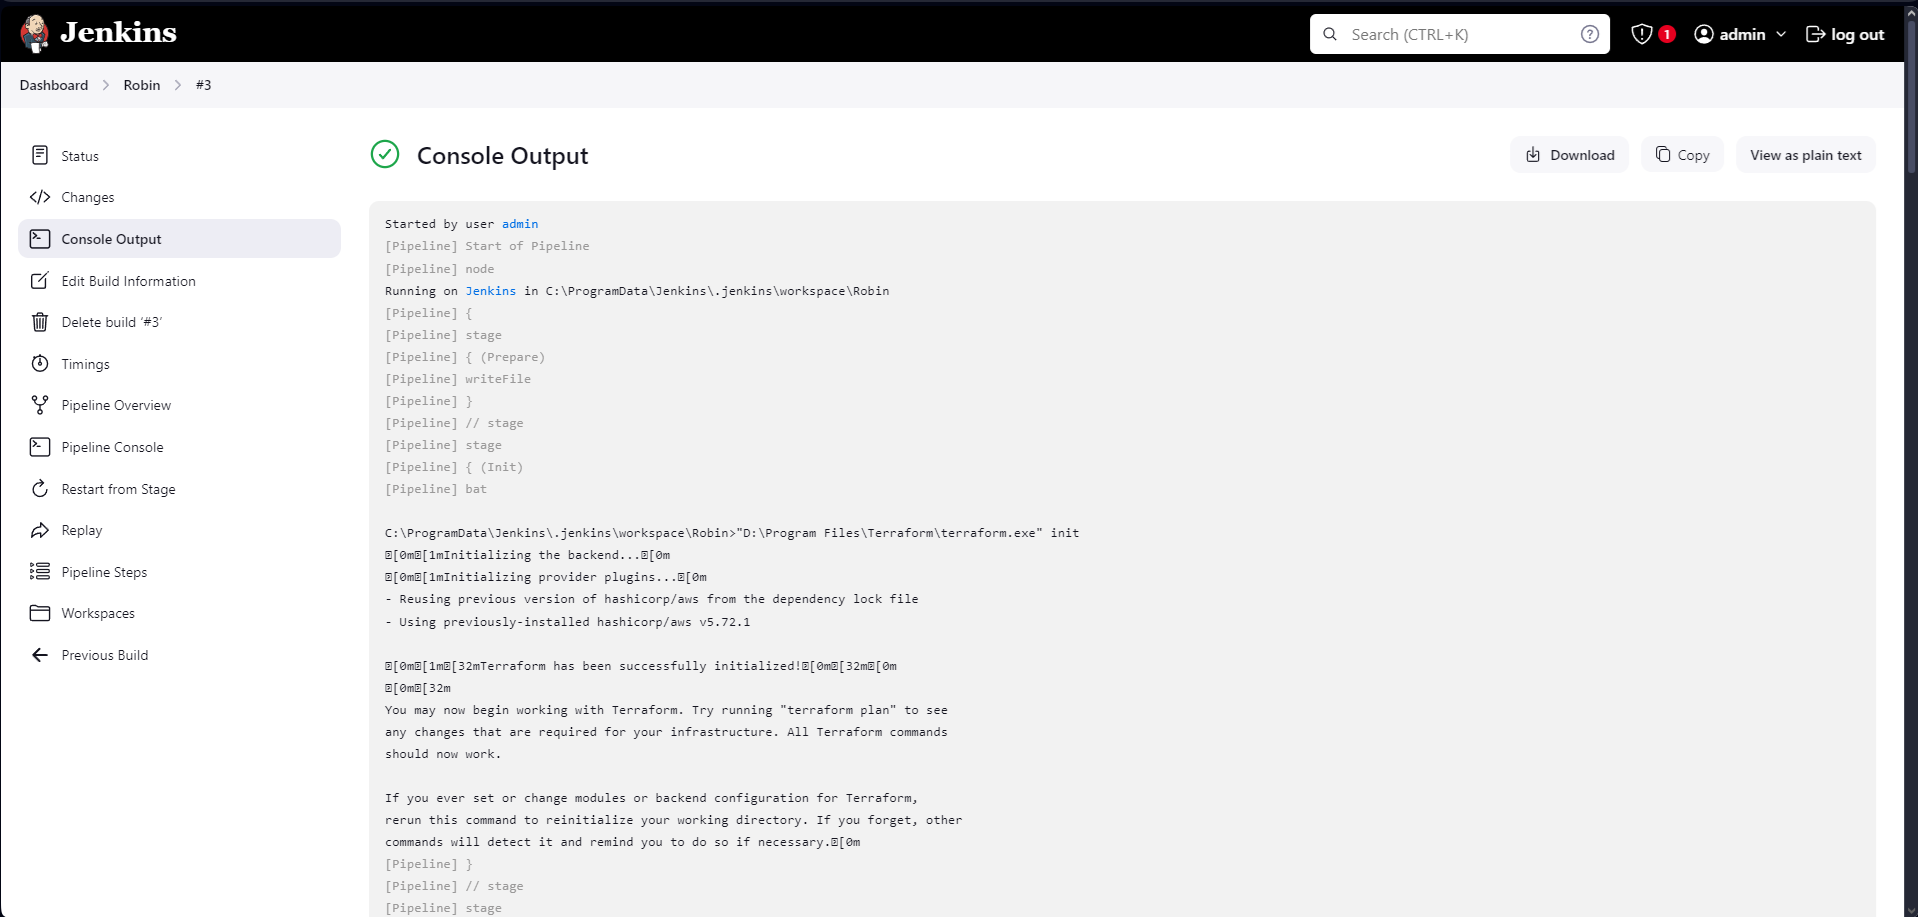 Jenkins
Search (CTRL+K)
1
admin
log out
Dashboard
Robin
#3
Status
Changes
Console Output
Edit Build Information
Delete build ‘#3’
Timings
Pipeline Overview
Pipeline Console
Restart from Stage
Replay
Pipeline Steps
Workspaces
Previous Build
Console Output
Download
Copy
View as plain text
Started by user admin
[Pipeline] Start of Pipeline
[Pipeline] node
Running on Jenkins in C:\ProgramData\Jenkins\.jenkins\workspace\Robin
[Pipeline] {
[Pipeline] stage
[Pipeline] { (Prepare)
[Pipeline] writeFile
[Pipeline] }
[Pipeline] // stage
[Pipeline] stage
[Pipeline] { (Init)
[Pipeline] bat
C:\ProgramData\Jenkins\.jenkins\workspace\Robin>"D:\Program Files\Terraform\terraform.exe" init
␛[0m␛[1mInitializing the backend...␛[0m
␛[0m␛[1mInitializing provider plugins...␛[0m
- Reusing previous version of hashicorp/aws from the dependency lock file
- Using previously-installed hashicorp/aws v5.72.1
␛[0m␛[1m␛[32mTerraform has been successfully initialized!␛[0m␛[32m␛[0m
␛[0m␛[32m
You may now begin working with Terraform. Try running "terraform plan" to see
any changes that are required for your infrastructure. All Terraform commands
should now work.
If you ever set or change modules or backend configuration for Terraform,
rerun this command to reinitialize your working directory. If you forget, other
commands will detect it and remind you to do so if necessary.␛[0m
[Pipeline] }
[Pipeline] // stage
[Pipeline] stage